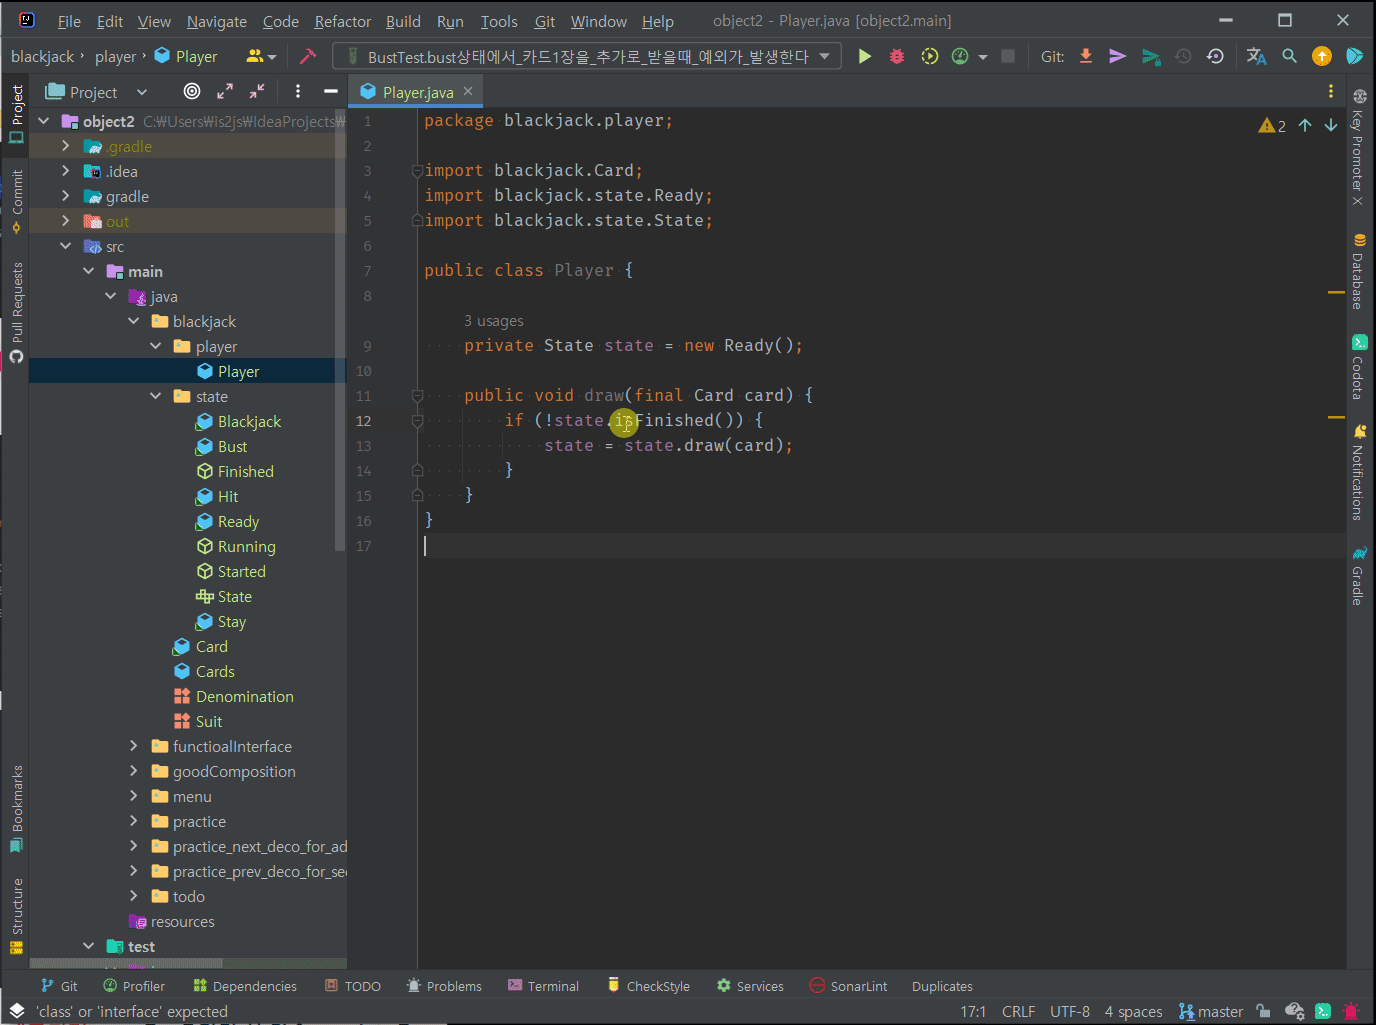 File Edit View Navigate Code Refactor Build Run Tools Git Window Help object2 - Player.java [object2.main]
blackjack player Player BustTest.bust상태에서_카드1장을_추가로_받을때_예외가_발생한다 Git:
Project
Player.java
object2 C:₩Users₩is2js₩IdeaProjects₩
.gradle
.idea
gradle
out
src
main
java
blackjack
player
Player
state
Blackjack
Bust
Finished
Hit
Ready
Running
Started
State
Stay
Card
Cards
Denomination
Suit
functioalInterface
goodComposition
menu
practice
practice_next_deco_for_ad
practice_prev_deco_for_se
todo
resources
test
1 package blackjack.player;
2
3 import blackjack.Card;
4 import blackjack.state.Ready;
5 import blackjack.state.State;
6
7 public class Player {
8
3 usages
9 private State state = new Ready();
10
11 public void draw(final Card card) {
12 if (!state.isFinished()) {
13 state = state.draw(card);
14 }
15 }
16 }
17
2
Project
Commit
Pull Requests
Bookmarks
Structure
Key Promoter X
Database
Codota
Notifications
Gradle
Git Profiler Dependencies TODO Problems Terminal CheckStyle Services SonarLint Duplicates
'class' or 'interface' expected 17:1 CRLF UTF-8 4 spaces master